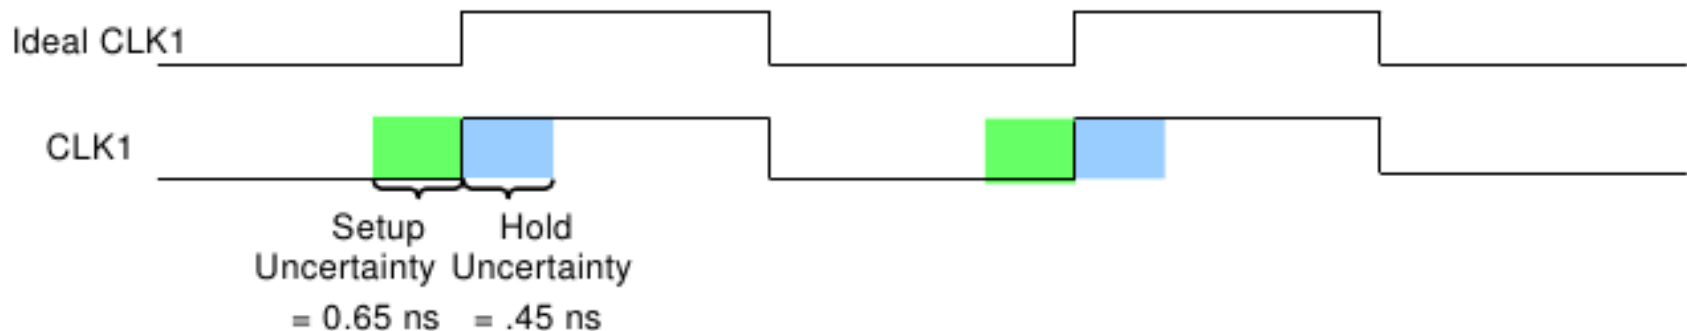 Ideal CLK1
CLK1
Setup Hold
Uncertainty Uncertainty
= 0.65 ns = .45 ns